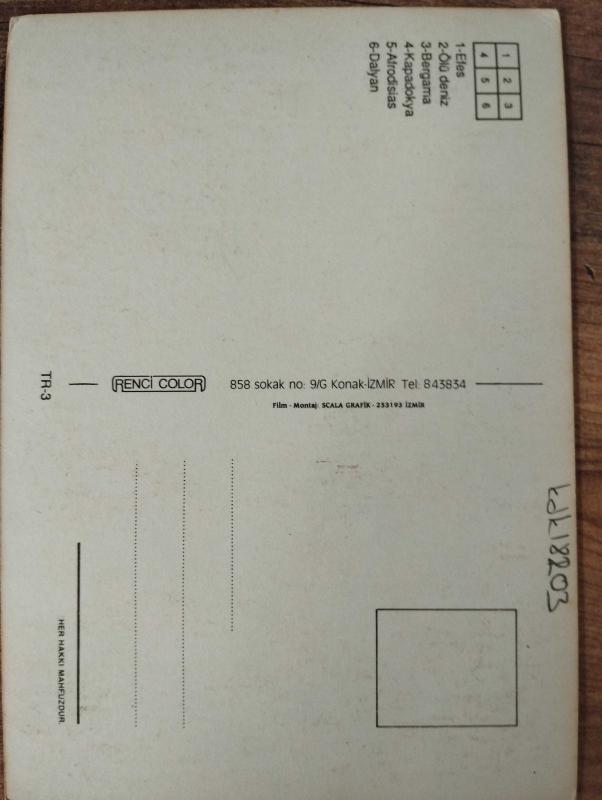 1 2 3
4 5 6
1-Efes
2-Ölü deniz
3-Bergama
4-Kapadokya
5-Afrodisias
6-Dalyan
kdk18203
RENCİ COLOR 858 sokak no: 9/G Konak-İZMİR Tel: 843834
Film - Montaj: SCALA GRAFİK - 253193 İZMİR
TR-3
HER HAKKI MAHFUZDUR.